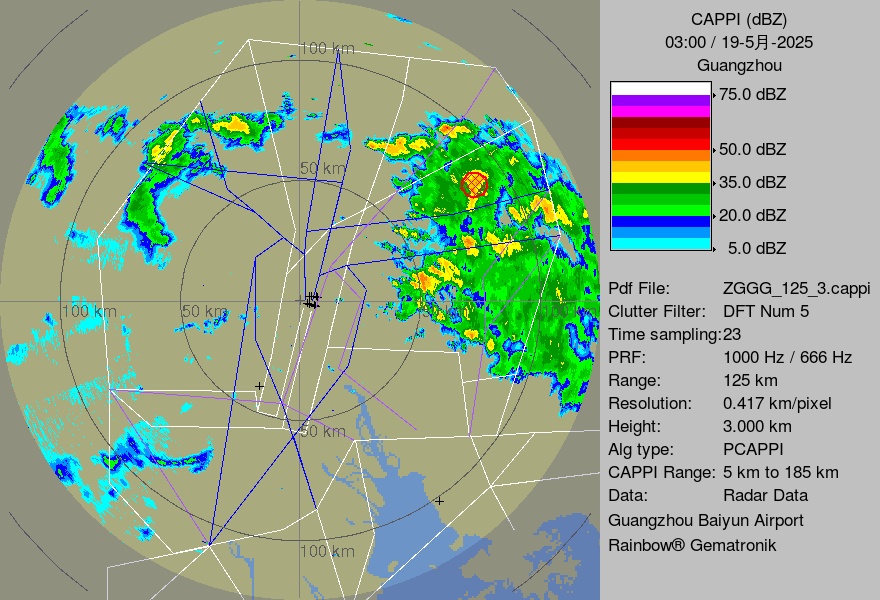 CAPPI (dBZ)
03:00 / 19-5月-2025
Guangzhou
75.0 dBZ
50.0 dBZ
35.0 dBZ
20.0 dBZ
5.0 dBZ
Pdf File: ZGGG_125_3.cappi
Clutter Filter: DFT Num 5
Time sampling:23
PRF: 1000 Hz / 666 Hz
Range: 125 km
Resolution: 0.417 km/pixel
Height: 3.000 km
Alg type: PCAPPI
CAPPI Range: 5 km to 185 km
Data: Radar Data
Guangzhou Baiyun Airport
Rainbow® Gematronik
100 km
50 km
100 km
50 km
50 km
100 km